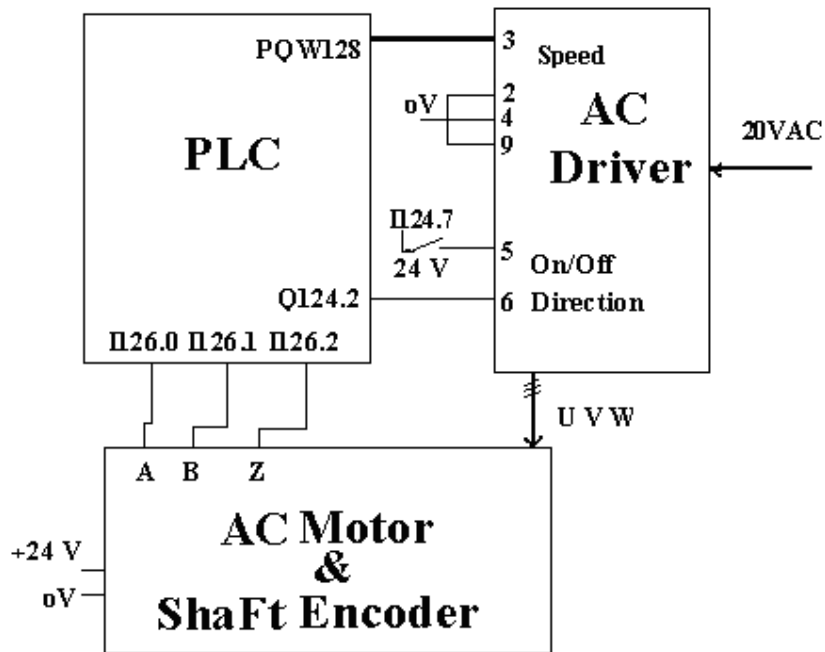 PQW128
3
Speed
2
oV
4
9
AC
Driver
20VAC
PLC
I124.7
24 V
5
On/Off
Q124.2
6
Direction
I126.0 I126.1 I126.2
U V W
A B Z
AC Motor
&
ShaFt Encoder
+24 V
oV